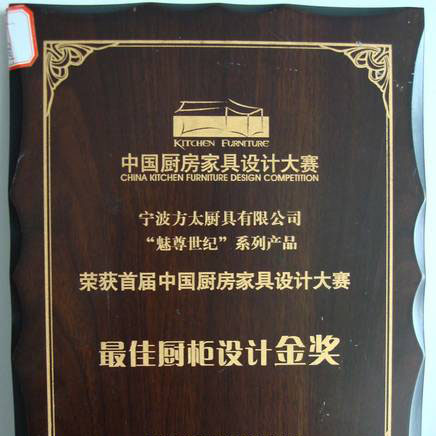 KITCHEN FURNITURE
中国厨房家具设计大赛
CHINA KITCHEN FURNITURE DESIGN COMPETITION
宁波方太厨具有限公司
“魅尊世纪”系列产品
荣获首届中国厨房家具设计大赛
最佳厨柜设计金奖